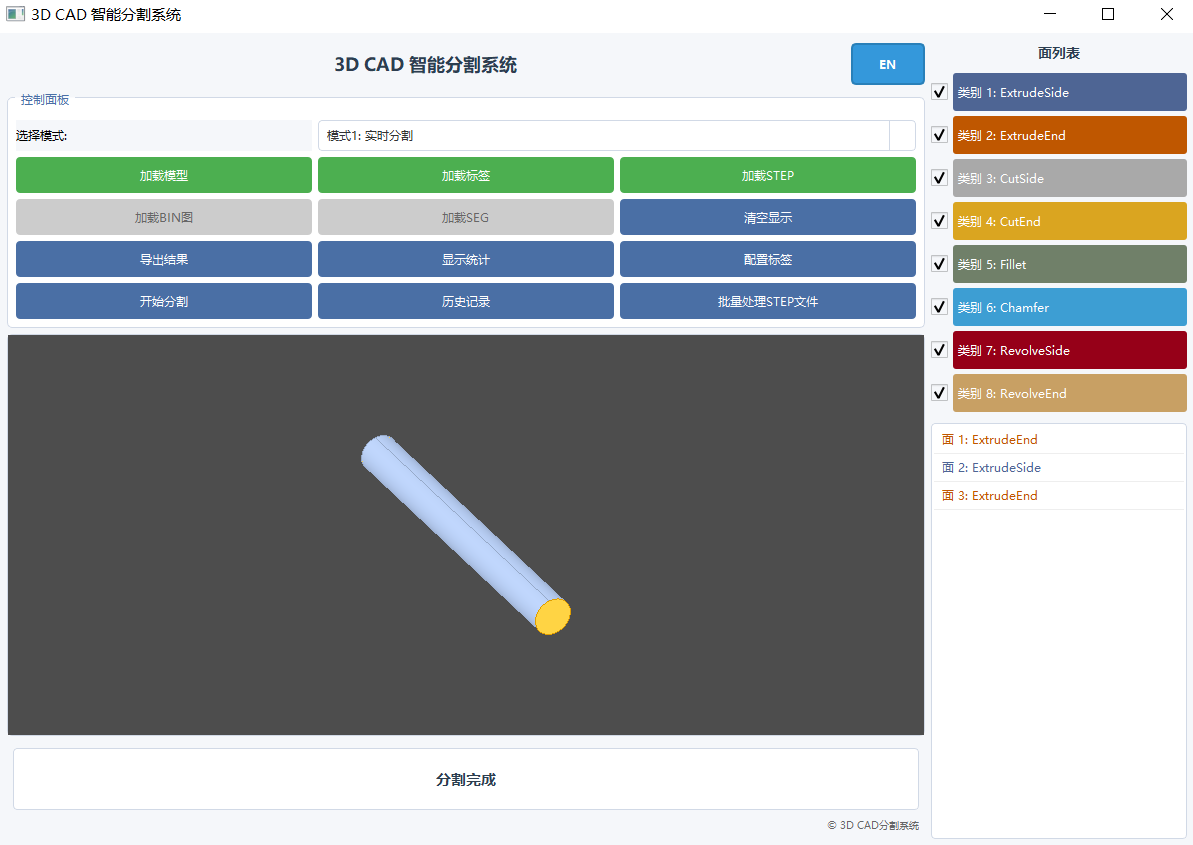 3D CAD 智能分割系统
3D CAD 智能分割系统
EN
控制面板
选择模式:
模式1: 实时分割
加载模型
加载标签
加载STEP
加载BIN图
加载SEG
清空显示
导出结果
显示统计
配置标签
开始分割
历史记录
批量处理STEP文件
分割完成
© 3D CAD分割系统
面列表
类别 1: ExtrudeSide
类别 2: ExtrudeEnd
类别 3: CutSide
类别 4: CutEnd
类别 5: Fillet
类别 6: Chamfer
类别 7: RevolveSide
类别 8: RevolveEnd
面 1: ExtrudeEnd
面 2: ExtrudeSide
面 3: ExtrudeEnd